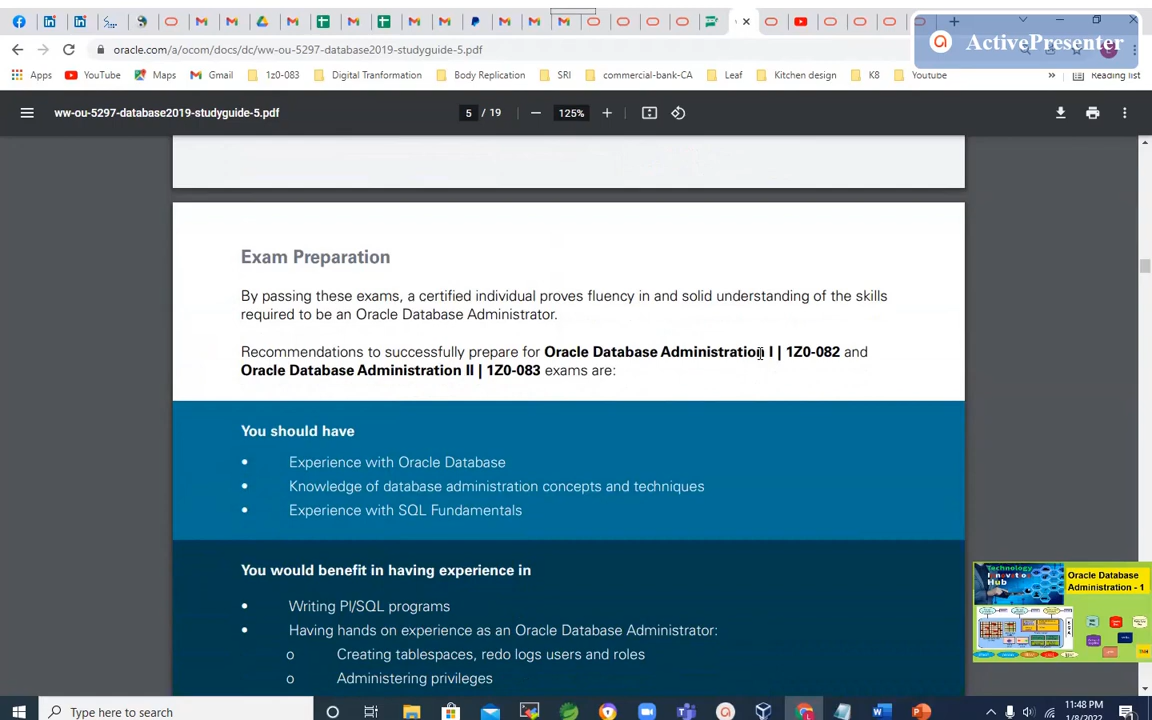 ActivePresenter
oracle.com/a/ocom/docs/dc/ww-ou-5297-database2019-studyguide-5.pdf
Apps YouTube Maps Gmail 1z0-083 Digital Tranformation Body Replication SRI commercial-bank-CA Leaf Kitchen design K8 Youtube » Reading list
ww-ou-5297-database2019-studyguide-5.pdf
5 / 19
125%
Exam Preparation
By passing these exams, a certified individual proves fluency in and solid understanding of the skills
required to be an Oracle Database Administrator.
Recommendations to successfully prepare for Oracle Database Administration I | 1Z0-082 and
Oracle Database Administration II | 1Z0-083 exams are:
You should have
• Experience with Oracle Database
• Knowledge of database administration concepts and techniques
• Experience with SQL Fundamentals
You would benefit in having experience in
• Writing Pl/SQL programs
• Having hands on experience as an Oracle Database Administrator:
o Creating tablespaces, redo logs users and roles
o Administering privileges
Technology
Hub
Oracle Database
Administration - 1
Type here to search
11:48 PM
1/8/2022